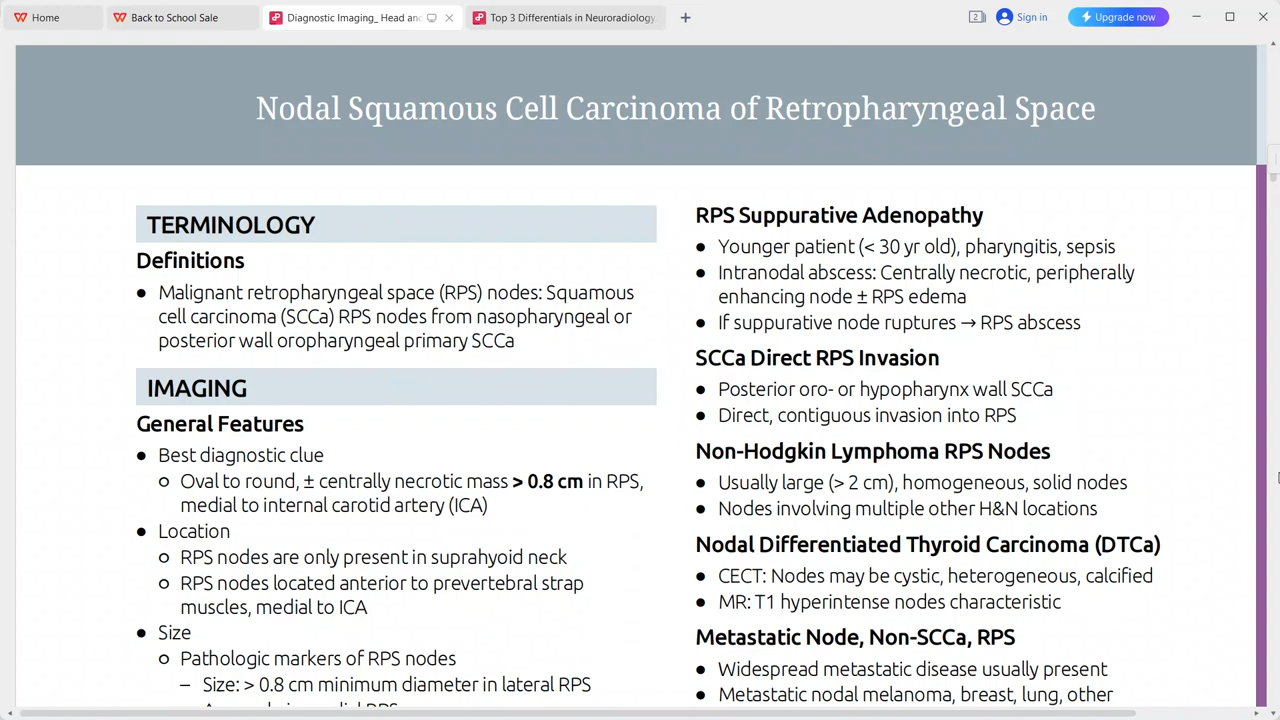 Home
Back to School Sale
Diagnostic Imaging_ Head and
Top 3 Differentials in Neuroradiology
2
Sign in
Upgrade now
Nodal Squamous Cell Carcinoma of Retropharyngeal Space
TERMINOLOGY
Definitions
● Malignant retropharyngeal space (RPS) nodes: Squamous
cell carcinoma (SCCa) RPS nodes from nasopharyngeal or
posterior wall oropharyngeal primary SCCa
IMAGING
General Features
● Best diagnostic clue
○ Oval to round, ± centrally necrotic mass > 0.8 cm in RPS,
medial to internal carotid artery (ICA)
● Location
○ RPS nodes are only present in suprahyoid neck
○ RPS nodes located anterior to prevertebral strap
muscles, medial to ICA
● Size
○ Pathologic markers of RPS nodes
– Size: > 0.8 cm minimum diameter in lateral RPS
RPS Suppurative Adenopathy
● Younger patient (< 30 yr old), pharyngitis, sepsis
● Intranodal abscess: Centrally necrotic, peripherally
enhancing node ± RPS edema
● If suppurative node ruptures → RPS abscess
SCCa Direct RPS Invasion
● Posterior oro- or hypopharynx wall SCCa
● Direct, contiguous invasion into RPS
Non-Hodgkin Lymphoma RPS Nodes
● Usually large (> 2 cm), homogeneous, solid nodes
● Nodes involving multiple other H&N locations
Nodal Differentiated Thyroid Carcinoma (DTCa)
● CECT: Nodes may be cystic, heterogeneous, calcified
● MR: T1 hyperintense nodes characteristic
Metastatic Node, Non-SCCa, RPS
● Widespread metastatic disease usually present
● Metastatic nodal melanoma, breast, lung, other